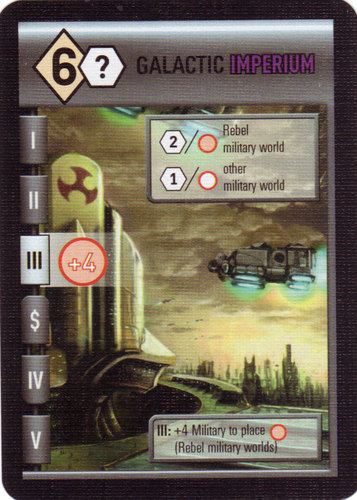 6 ? GALACTIC IMPERIUM
I
2 / Rebel
military world
1 / other
military world
II
III +4
$
IV
V
III: +4 Military to place
(Rebel military worlds)